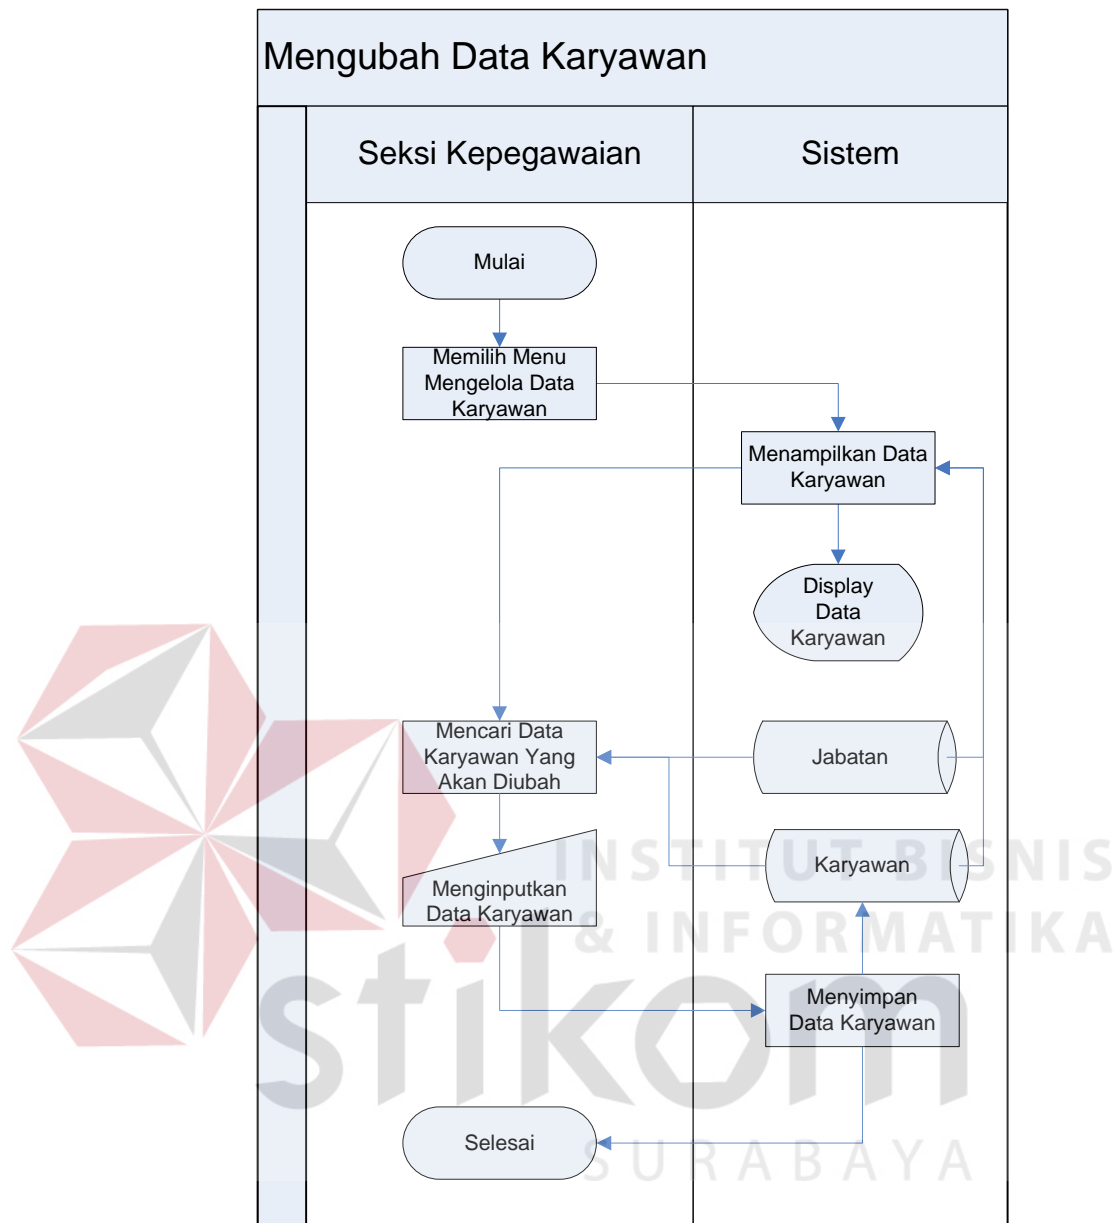 Mengubah Data Karyawan
Seksi Kepegawaian
Sistem
Mulai
Memilih Menu
Mengelola Data
Karyawan
Menampilkan Data
Karyawan
Display
Data
Karyawan
Mencari Data
Karyawan Yang
Akan Diubah
Jabatan
Karyawan
Menginputkan
Data Karyawan
Menyimpan
Data Karyawan
Selesai
INSTITUT BISNIS
& INFORMATIKA
stikom
SURABAYA